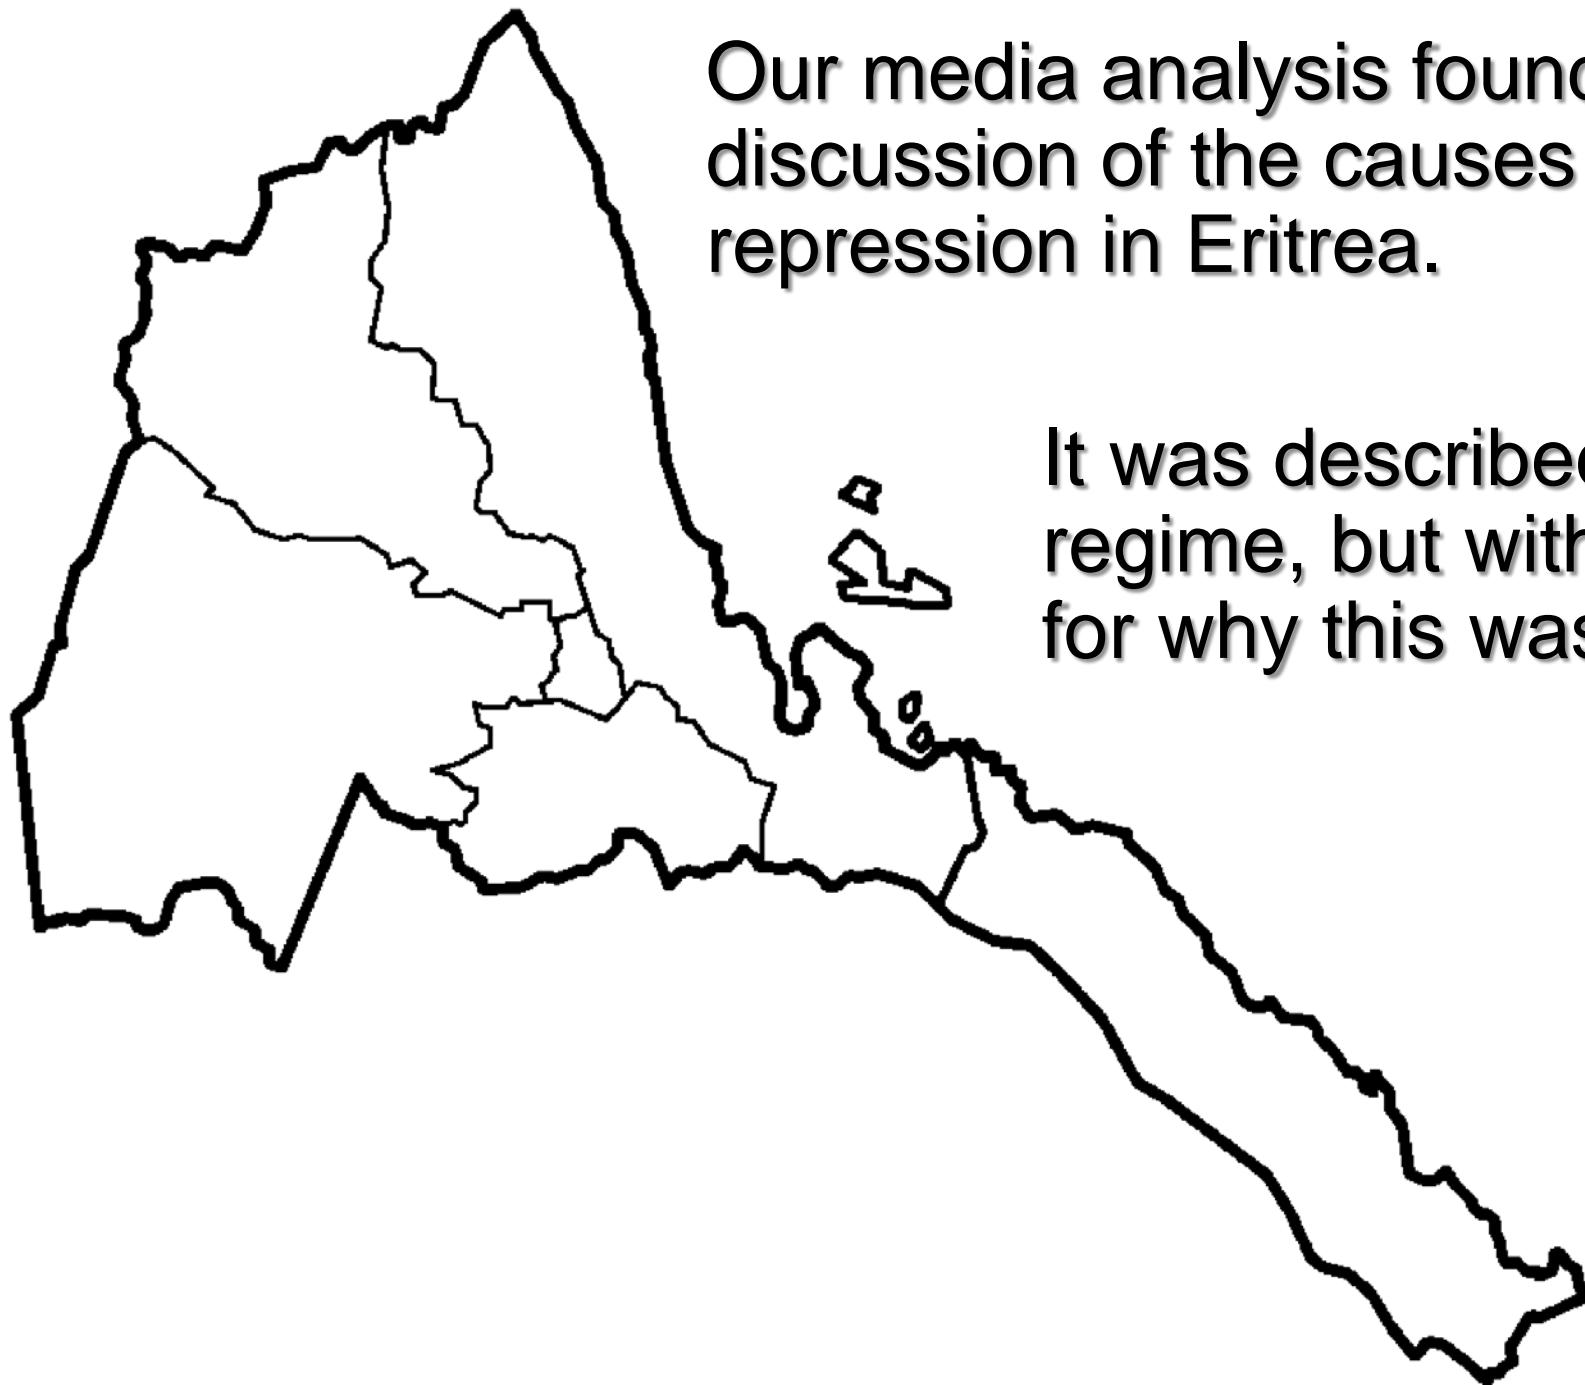 Our media analysis found
discussion of the causes
repression in Eritrea.
It was described
regime, but with
for why this was